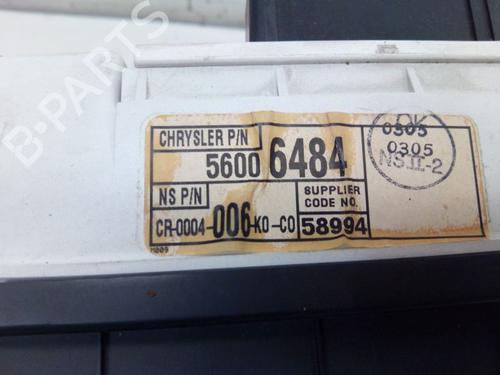 B-PARTS
CHRYSLER P/N
5600 6484
NS P/N
CR-0004-006-KO-CO
SUPPLIER
CODE NO.
58994
OK
0305
0305
NS II-2